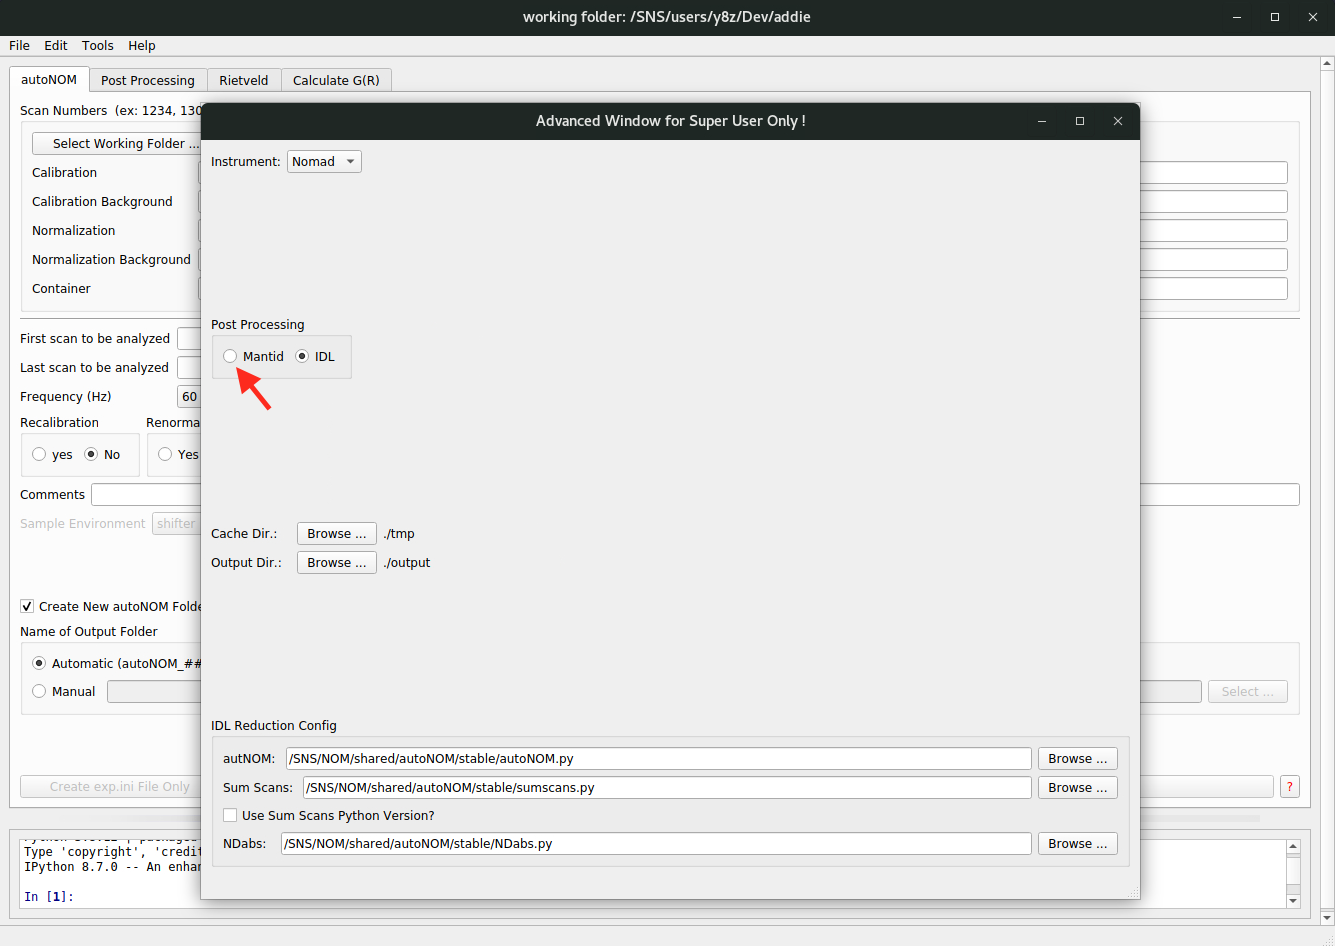 working folder: /SNS/users/y8z/Dev/addie
File Edit Tools Help
autoNOM Post Processing Rietveld Calculate G(R)
Scan Numbers (ex: 1234, 130
Select Working Folder ...
Calibration
Calibration Background
Normalization
Normalization Background
Container
First scan to be analyzed
Last scan to be analyzed
Frequency (Hz) 60
Recalibration Renorma
yes No Yes
Comments
Sample Environment shifter
Create New autoNOM Folde
Name of Output Folder
Automatic (autoNOM_##
Manual Select ...
Create exp.ini File Only ?
Type 'copyright', 'credit
IPython 8.7.0 -- An enhan
In [1]:
Advanced Window for Super User Only !
Instrument: Nomad
Post Processing
Mantid IDL
Cache Dir.: Browse ... ./tmp
Output Dir.: Browse ... ./output
IDL Reduction Config
autNOM: /SNS/NOM/shared/autoNOM/stable/autoNOM.py Browse ...
Sum Scans: /SNS/NOM/shared/autoNOM/stable/sumscans.py Browse ...
Use Sum Scans Python Version?
NDabs: /SNS/NOM/shared/autoNOM/stable/NDabs.py Browse ...